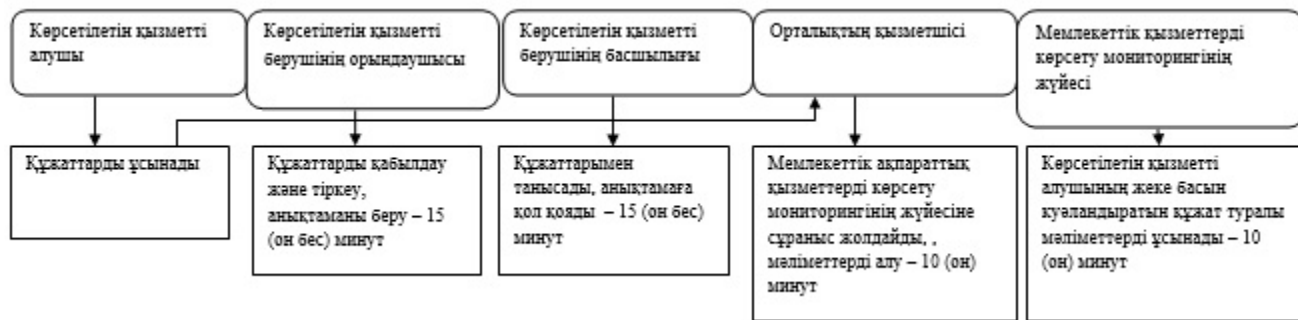 Көрсетілетін қызметті
алушы
Көрсетілетін қызметті
берушінің орындаушысы
Көрсетілетін қызметті
берушінің басшылығы
Орталықтың қызметшісі
Мемлекеттік қызметтерді
көрсету мониторингінің
жүйесі
Құжаттарды ұсынады
Құжаттарды қабылдау
және тіркеу,
анықтаманы беру – 15
(он бес) минут
Құжаттарымен
танысады, анықтамаға
қол қояды – 15 (он бес)
минут
Мемлекеттік ақпараттық
қызметтерді көрсету
мониторингінің жүйесіне
сұраныс жолдайды, ,
мәліметтерді алу – 10 (он)
минут
Көрсетілетін қызметті
алушының жеке басын
куәландыратын құжат туралы
мәліметтерді ұсынады – 10
(он) минут